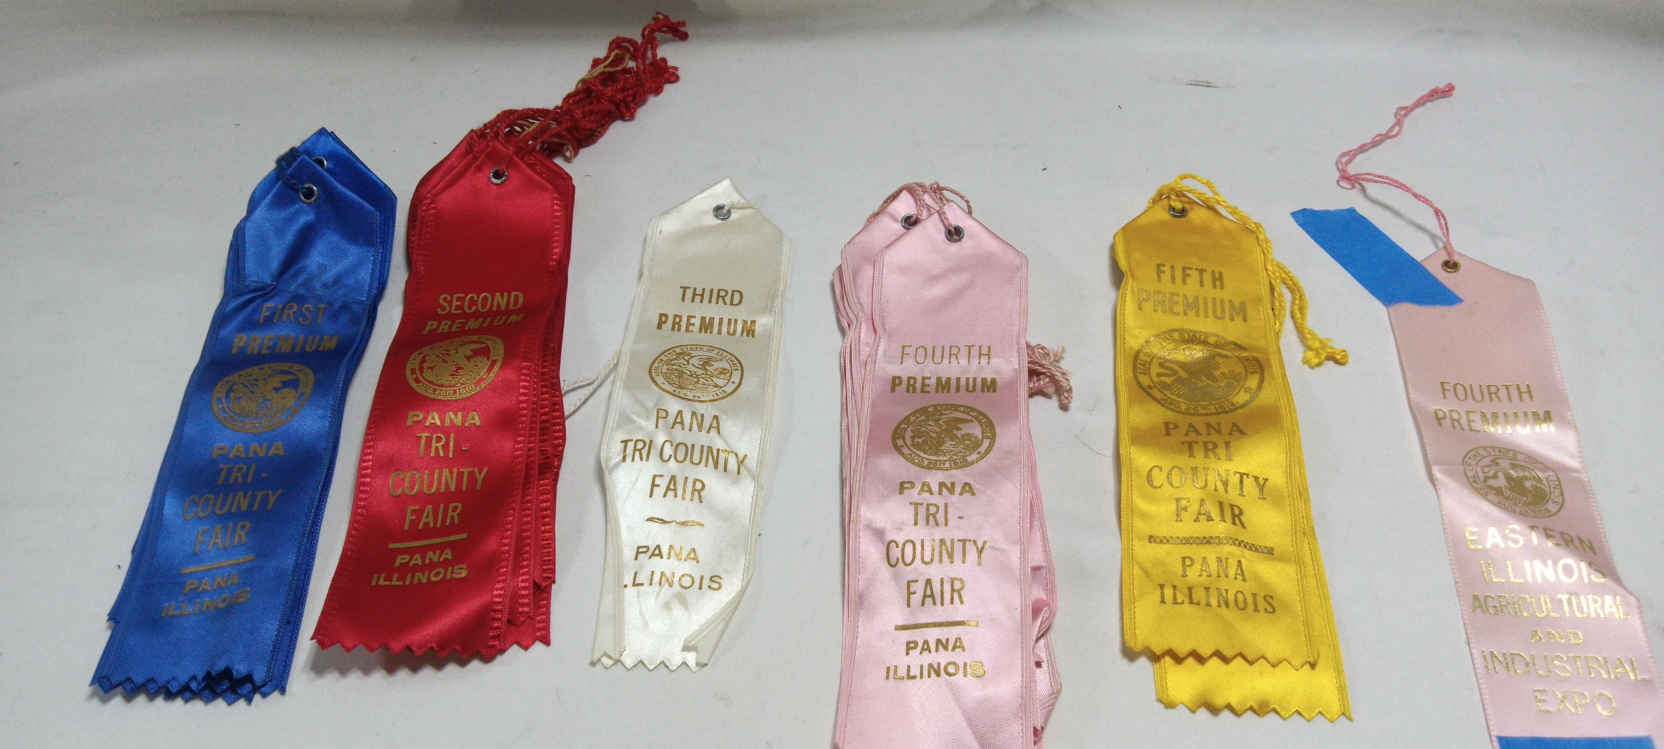 FIRST
PREMIUM
PANA
TRI-
COUNTY
FAIR
PANA
ILLINOIS
SECOND
PREMIUM
PANA
TRI-
COUNTY
FAIR
PANA
ILLINOIS
THIRD
PREMIUM
PANA
TRI COUNTY
FAIR
PANA
.LINOIS
FOURTH
PREMIUM
PANA
TRI-
COUNTY
FAIR
PANA
ILLINOIS
FIFTH
PREMIUM
PANA
TRI
COUNTY
FAIR
PANA
ILLINOIS
FOURTH
PREMIUM
EASTERN
ILLINOIS
AGRICULTURAL
AND
INDUSTRIAL
EXPO